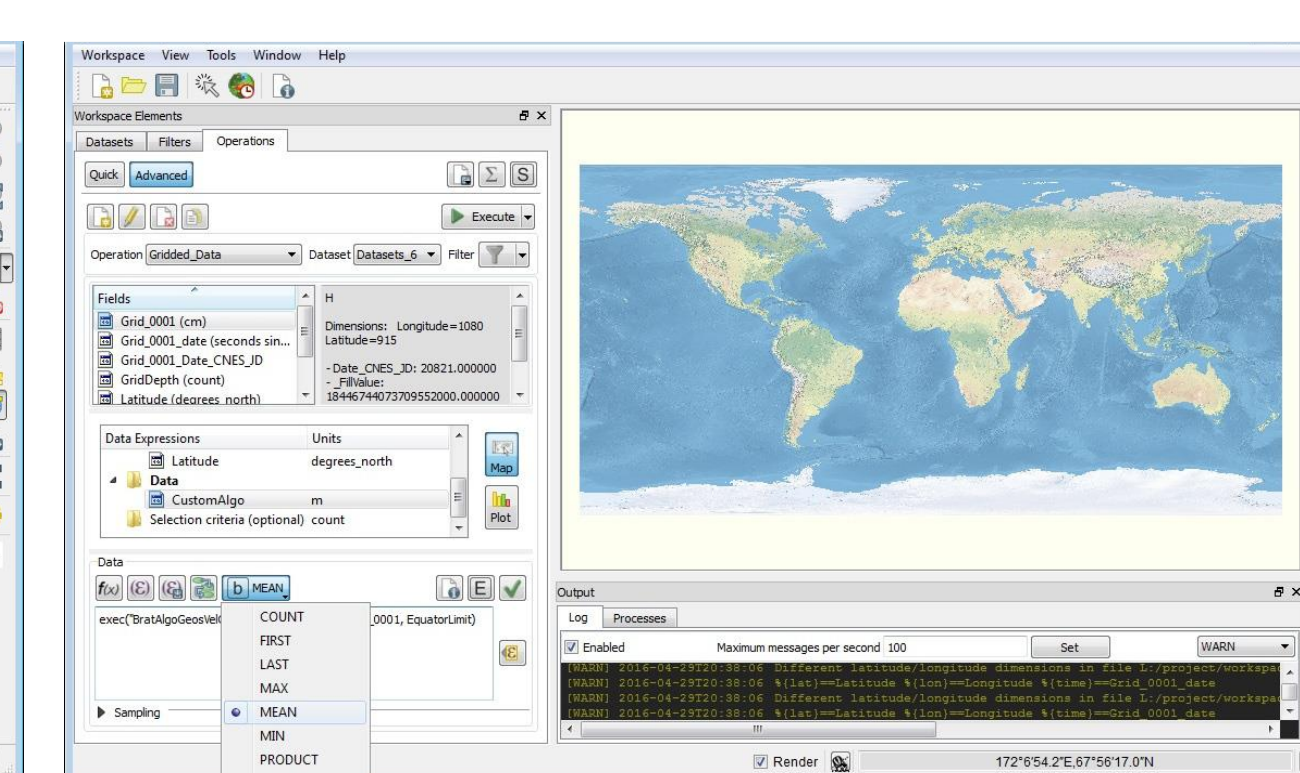 Workspace View Tools Window Help
Workspace Elements
Datasets Filters Operations
Quick Advanced
Σ S
Execute
Operation Gridded_Data Dataset Datasets_6 Filter
Fields
Grid_0001 (cm)
Grid_0001_date (seconds sin...
Grid_0001_Date_CNES_JD
GridDepth (count)
Latitude (degrees north)
H
Dimensions: Longitude=1080
Latitude=915
- Date_CNES_JD: 20821.000000
- _FillValue:
18446744073709552000.000000
Data Expressions Units
Latitude degrees_north
Data
CustomAlgo m
Selection criteria (optional) count
Map
Plot
Data
f(x) (Ɛ) (Ɛ) b MEAN E
exec("BratAlgoGeosVel _0001, EquatorLimit)
Ɛ
Sampling
COUNT
FIRST
LAST
MAX
MEAN
MIN
PRODUCT
Output
Log Processes
Enabled Maximum messages per second 100 Set WARN
[WARN] 2016-04-29T20:38:06 Different latitude/longitude dimensions in file L:/project/workspac
[WARN] 2016-04-29T20:38:06 %{lat}==Latitude %{lon}==Longitude %{time}==Grid_0001_date
[WARN] 2016-04-29T20:38:06 Different latitude/longitude dimensions in file L:/project/workspac
[WARN] 2016-04-29T20:38:06 %{lat}==Latitude %{lon}==Longitude %{time}==Grid_0001_date
Render 172°6'54.2"E,67°56'17.0"N